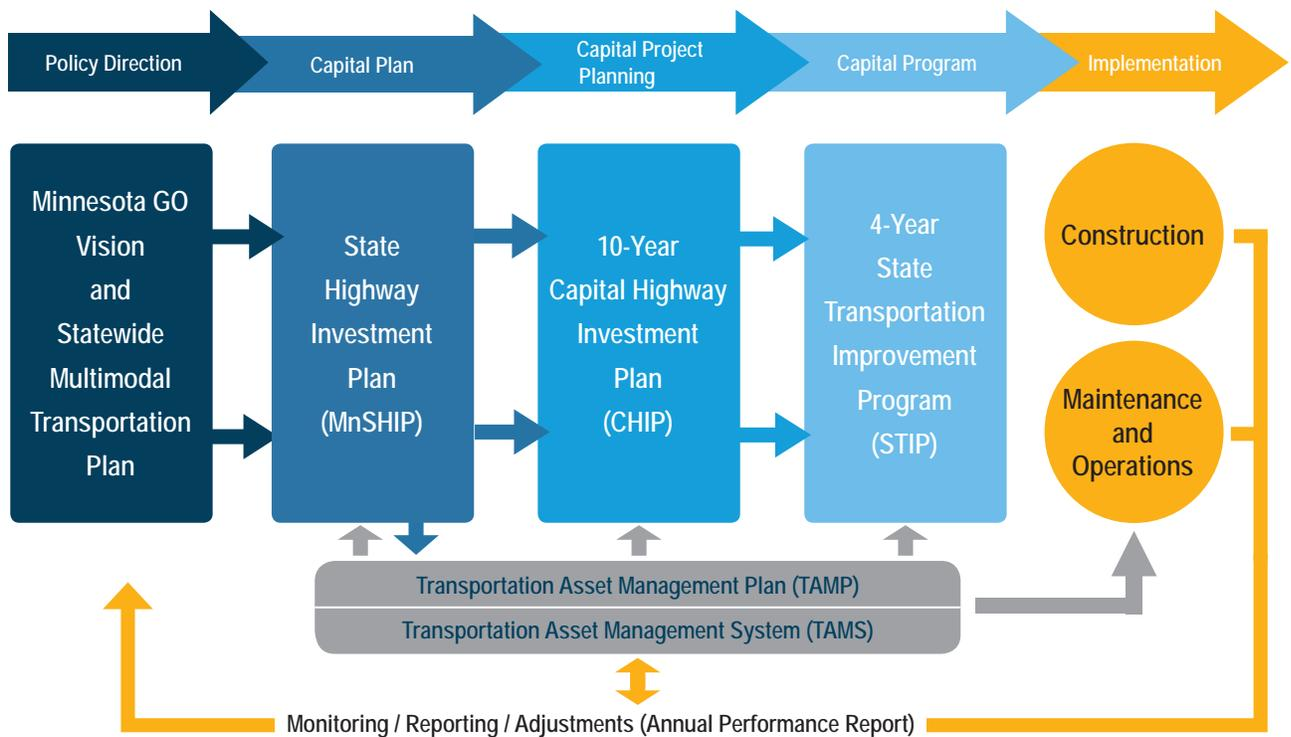 Policy Direction
Capital Plan
Capital Project
Planning
Capital Program
Implementation
Minnesota GO
Vision
and
Statewide
Multimodal
Transportation
Plan
State
Highway
Investment
Plan
(MnSHIP)
10-Year
Capital Highway
Investment
Plan
(CHIP)
4-Year
State
Transportation
Improvement
Program
(STIP)
Construction
Maintenance
and
Operations
Transportation Asset Management Plan (TAMP)
Transportation Asset Management System (TAMS)
Monitoring / Reporting / Adjustments (Annual Performance Report)